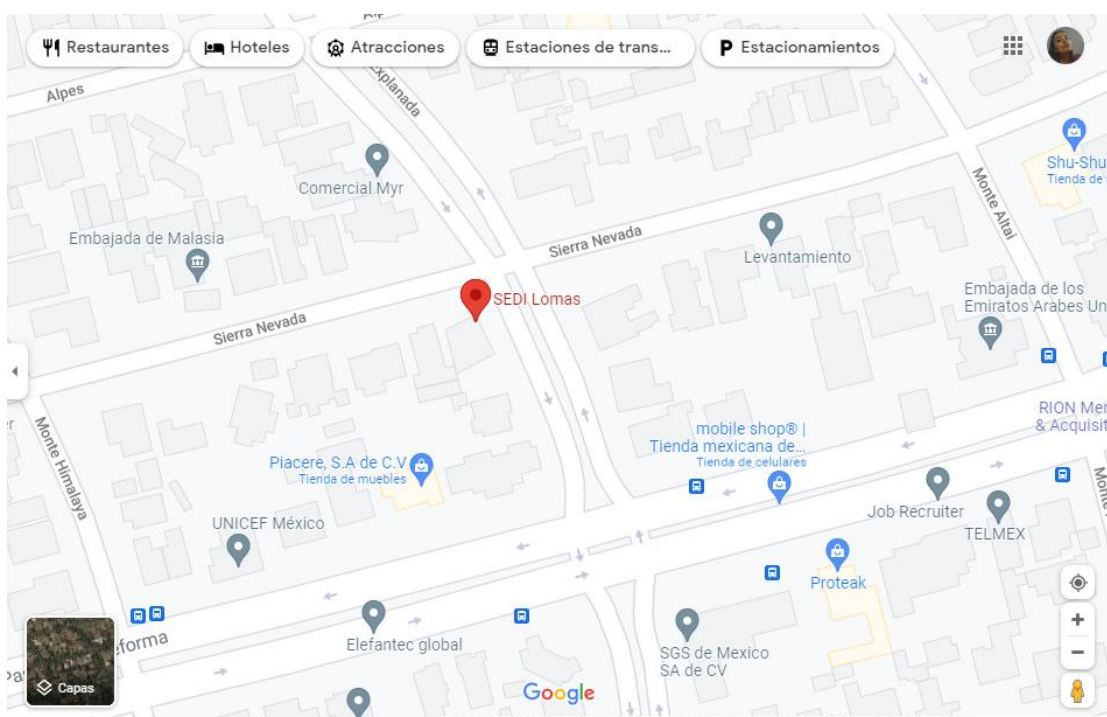 Restaurantes
Hoteles
Atracciones
Estaciones de trans...
P Estacionamientos
Alpes
Explanada
Comercial Myr
Shu-Shu
Tienda de
Monte Altai
Embajada de Malasia
Sierra Nevada
Levantamiento
SEDI Lomas
Embajada de los
Emiratos Arabes Un
Sierra Nevada
RION Mer
& Acquisit
Monte Himalaya
mobile shop® |
Tienda mexicana de...
Tienda de celulares
Piacere, S.A de C.V
Tienda de muebles
Job Recruiter
TELMEX
UNICEF México
Proteak
Elefantec global
SGS de Mexico
SA de CV
Capas
Google